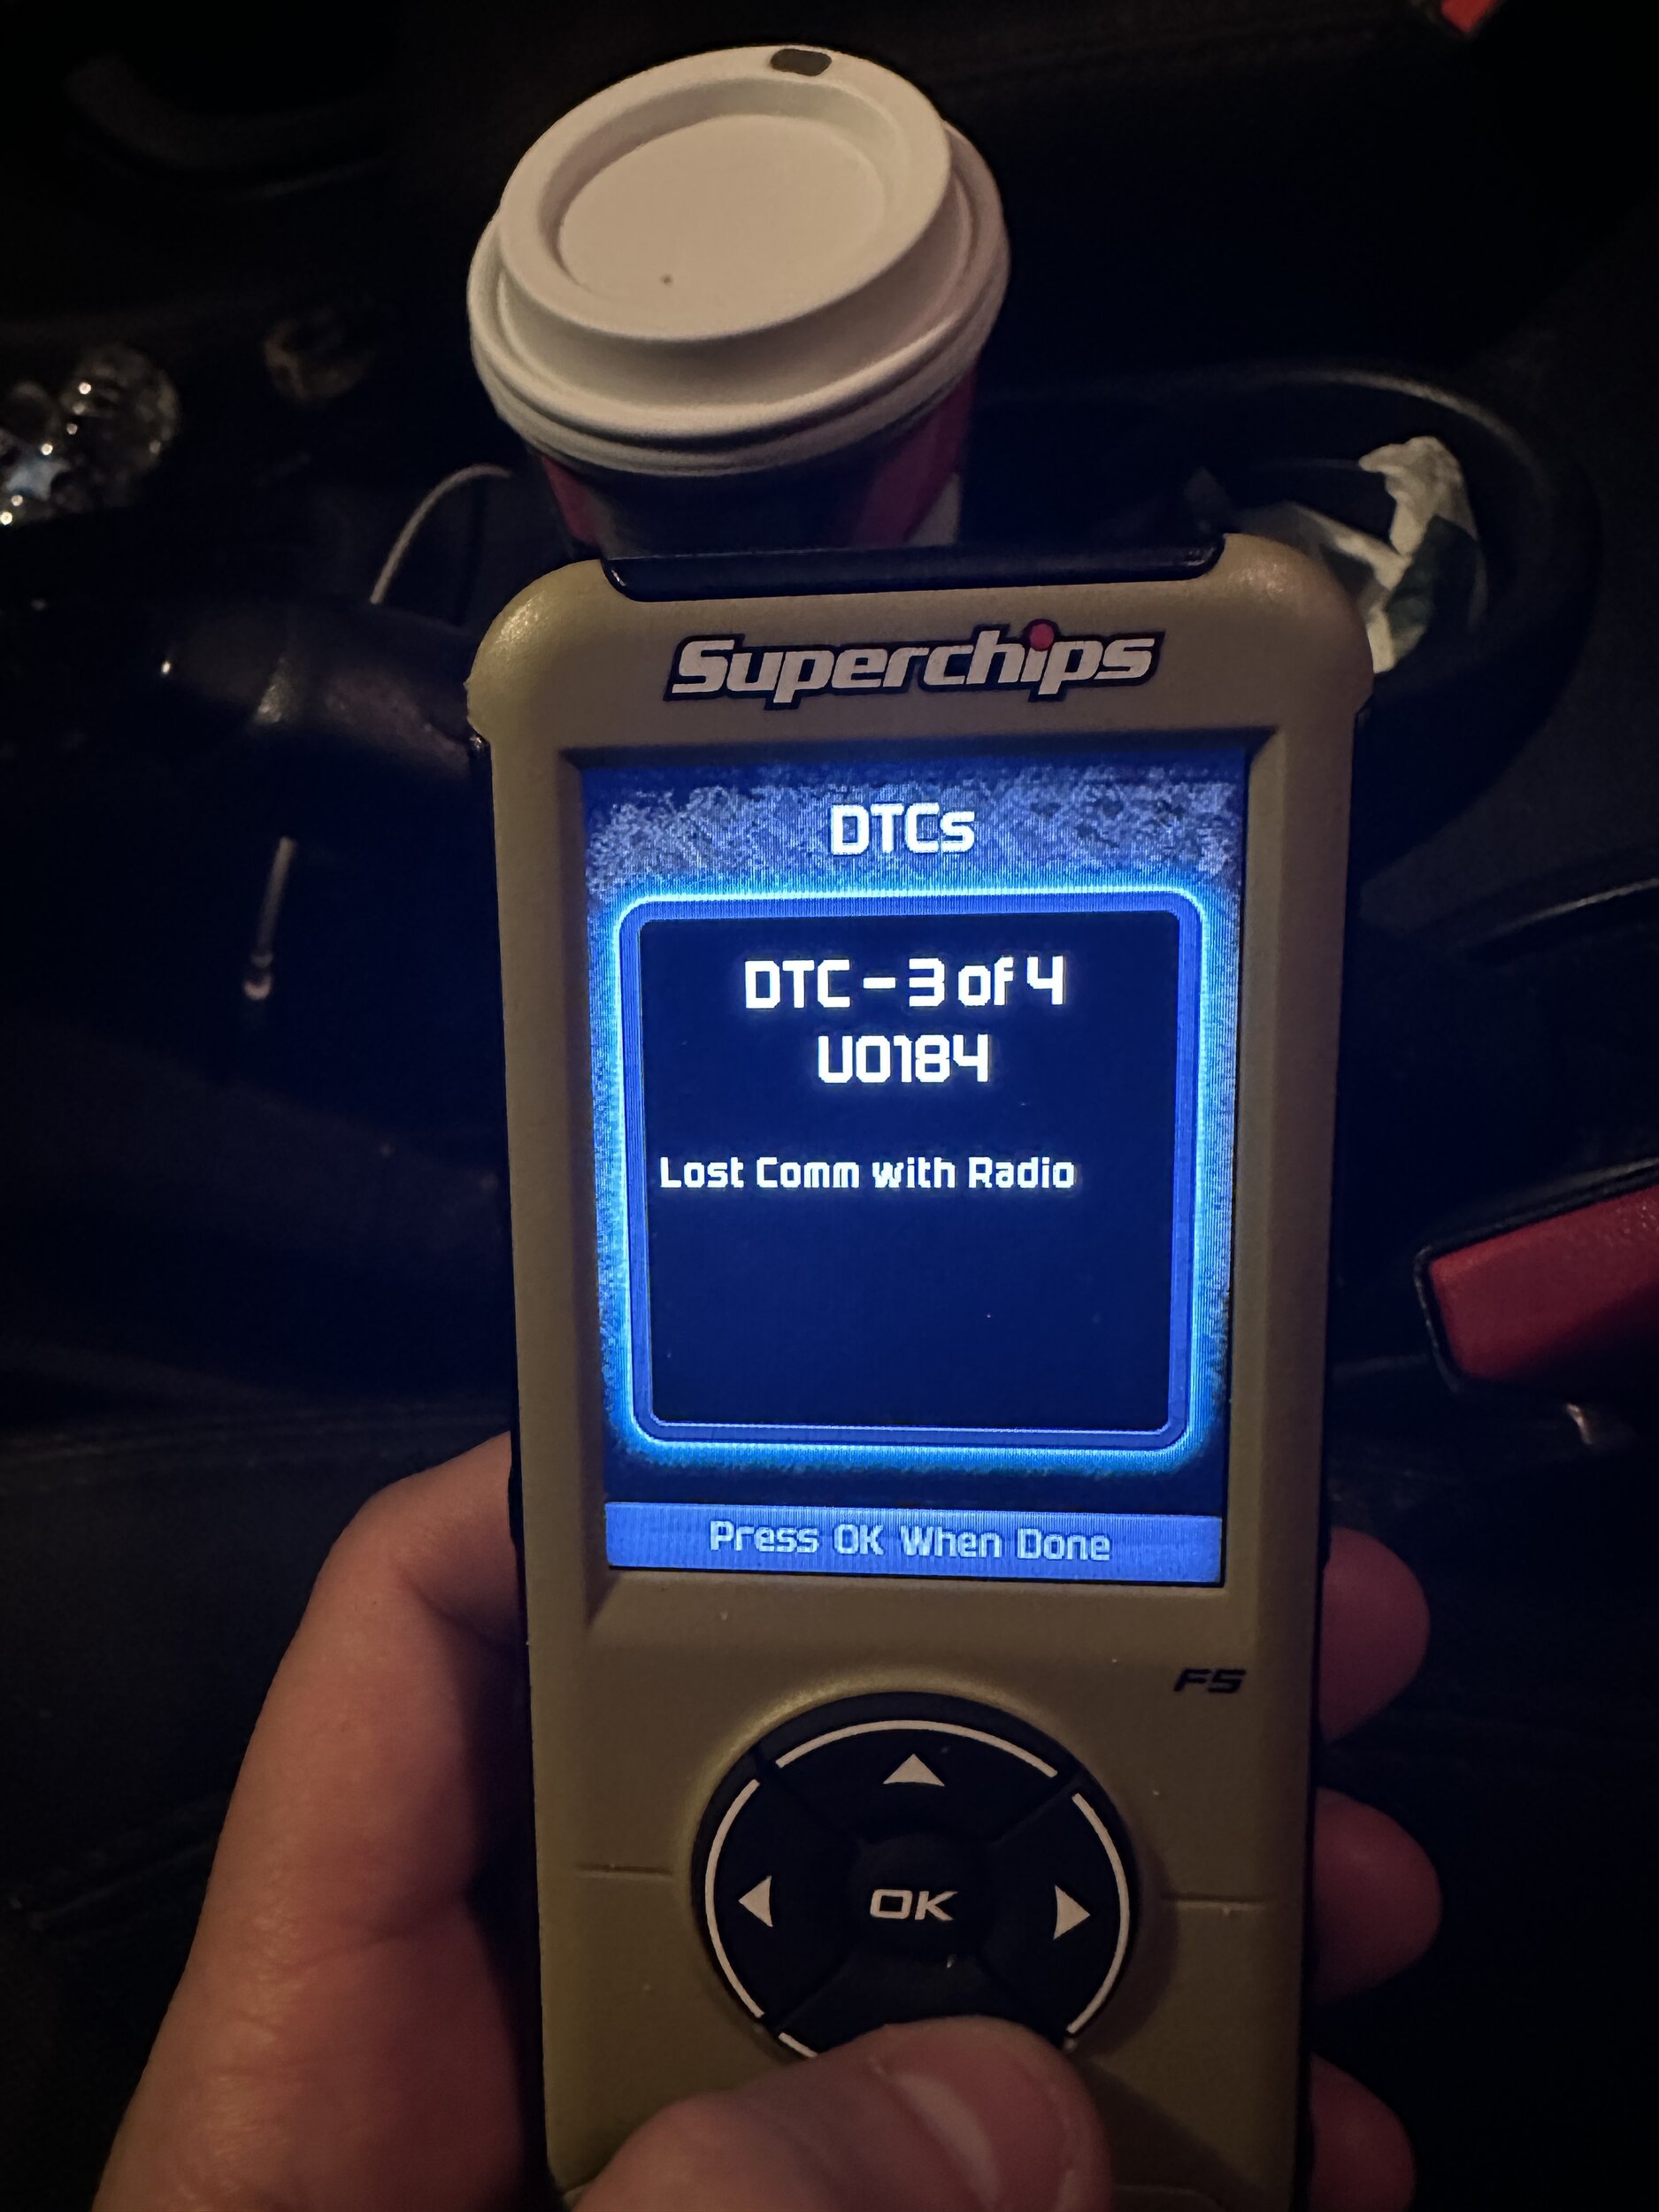 Superchips
DTCs
DTC - 3 of 4
U0184
Lost Comm with Radio
Press OK When Done
F5
OK